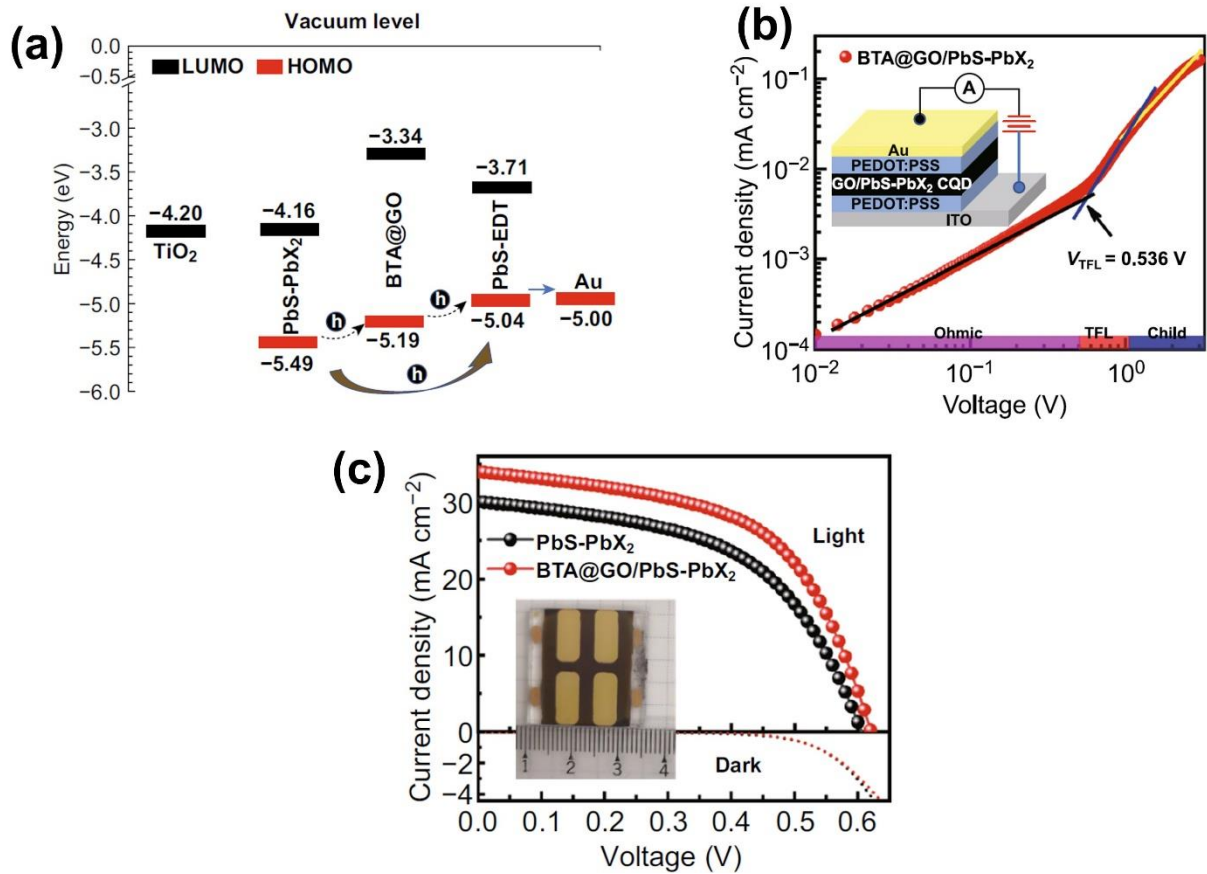 (a)
Vacuum level
0.0
−0.5
−3.0
−3.5
−4.0
−4.5
−5.0
−5.5
−6.0
Energy (eV)
LUMO HOMO
−4.20
TiO2
−4.16
PbS-PbX2
−5.49
−3.34
BTA@GO
−5.19
−3.71
PbS-EDT
−5.04
Au
−5.00
h
h
h
(b)
Current density (mA cm−2)
10−1
10−2
10−3
10−4
BTA@GO/PbS-PbX2
A
Au
PEDOT:PSS
GO/PbS-PbX2 CQD
PEDOT:PSS
ITO
VTFL = 0.536 V
Ohmic TFL Child
10−2 10−1 100
Voltage (V)
(c)
Current density (mA cm−2)
30
20
10
0
−2
−4
Light
PbS-PbX2
BTA@GO/PbS-PbX2
1 2 3 4
Dark
0.0 0.1 0.2 0.3 0.4 0.5 0.6
Voltage (V)